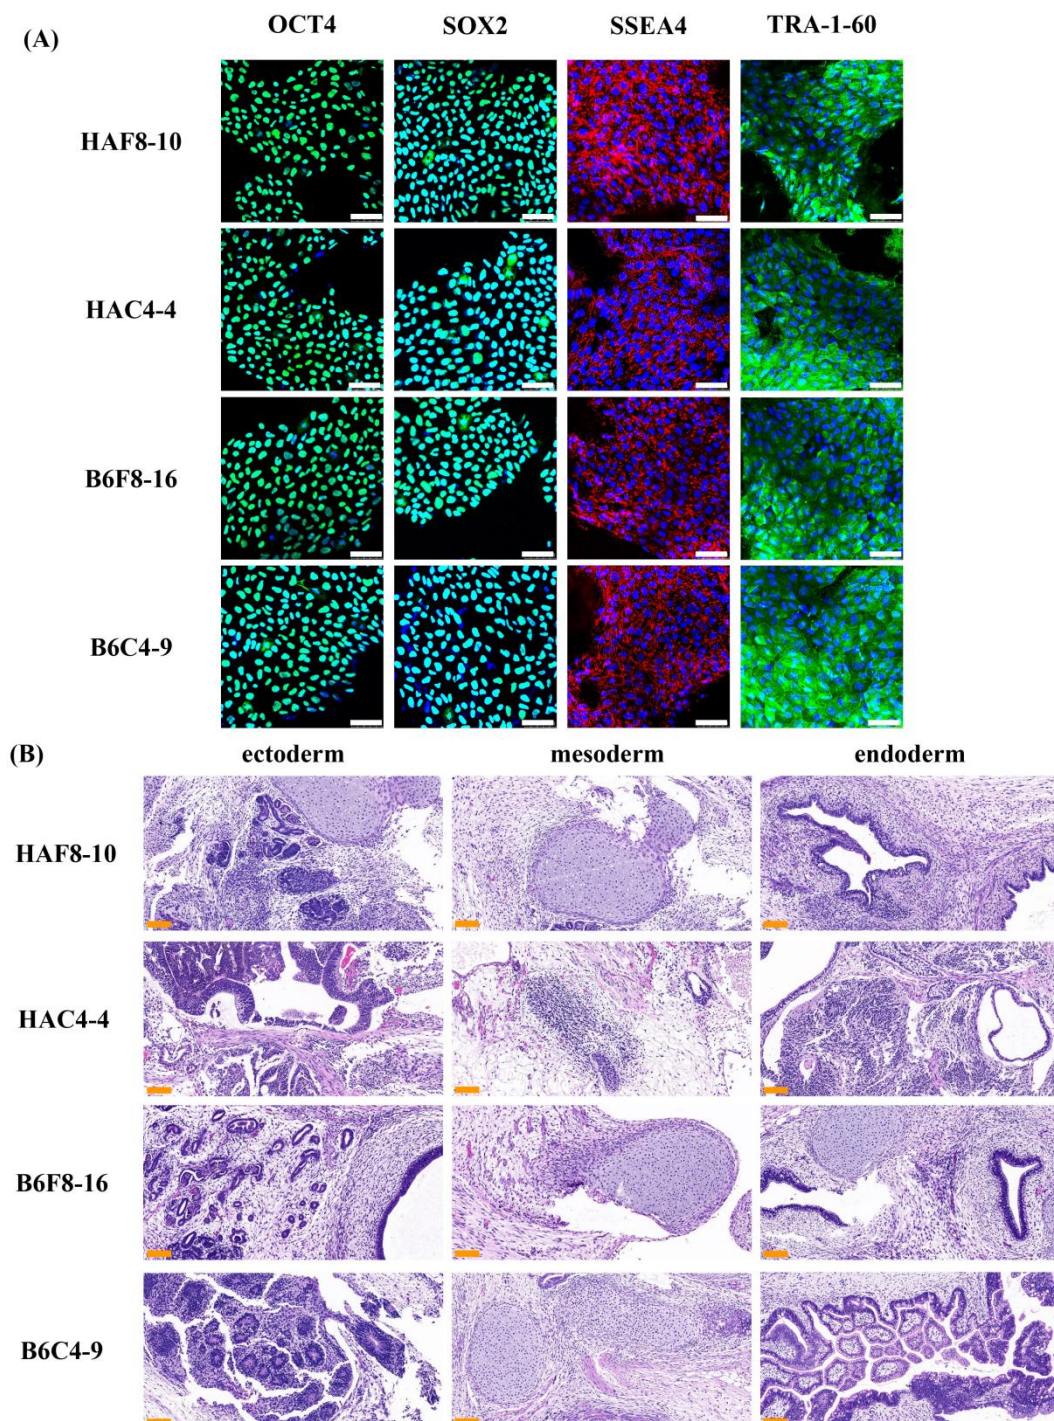 (A)
OCT4 SOX2 SSEA4 TRA-1-60
HAF8-10
HAC4-4
B6F8-16
B6C4-9
(B)
ectoderm mesoderm endoderm
HAF8-10
HAC4-4
B6F8-16
B6C4-9